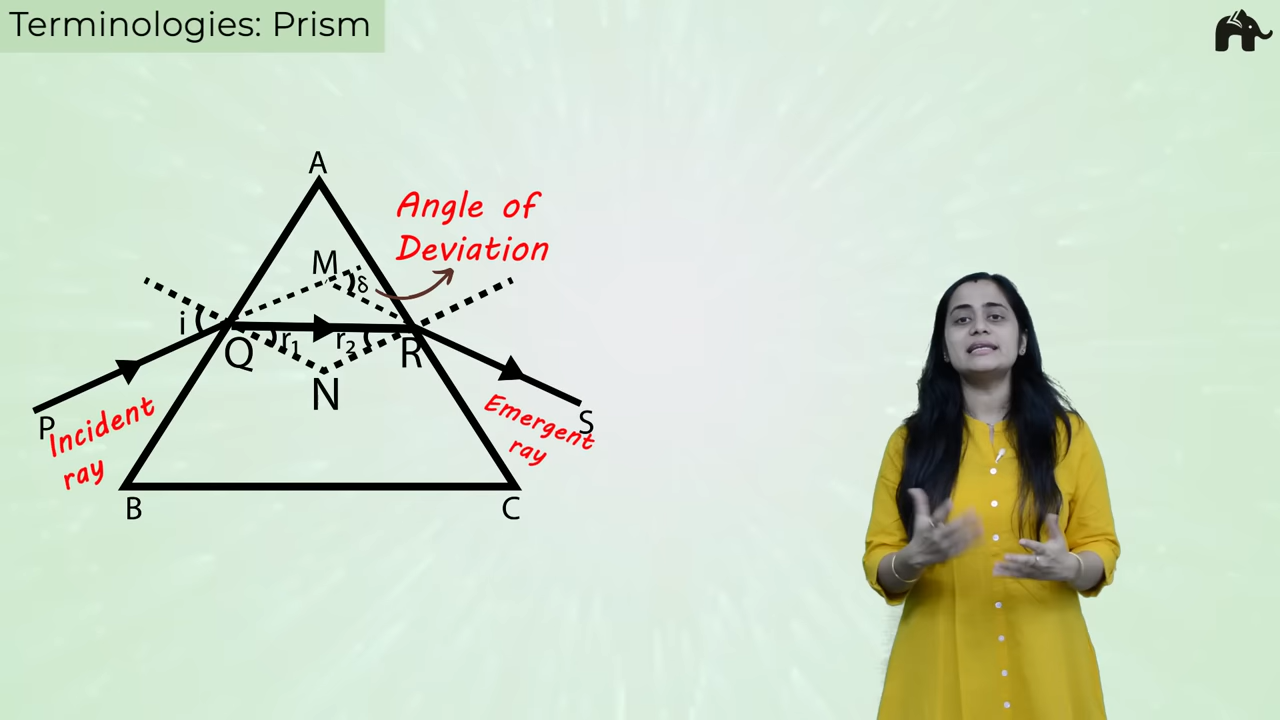 Terminologies: Prism
A
Angle of
Deviation
M
δ
i
Q
r₁
r₂
R
N
P
Incident
ray
Emergent
ray
S
B
C